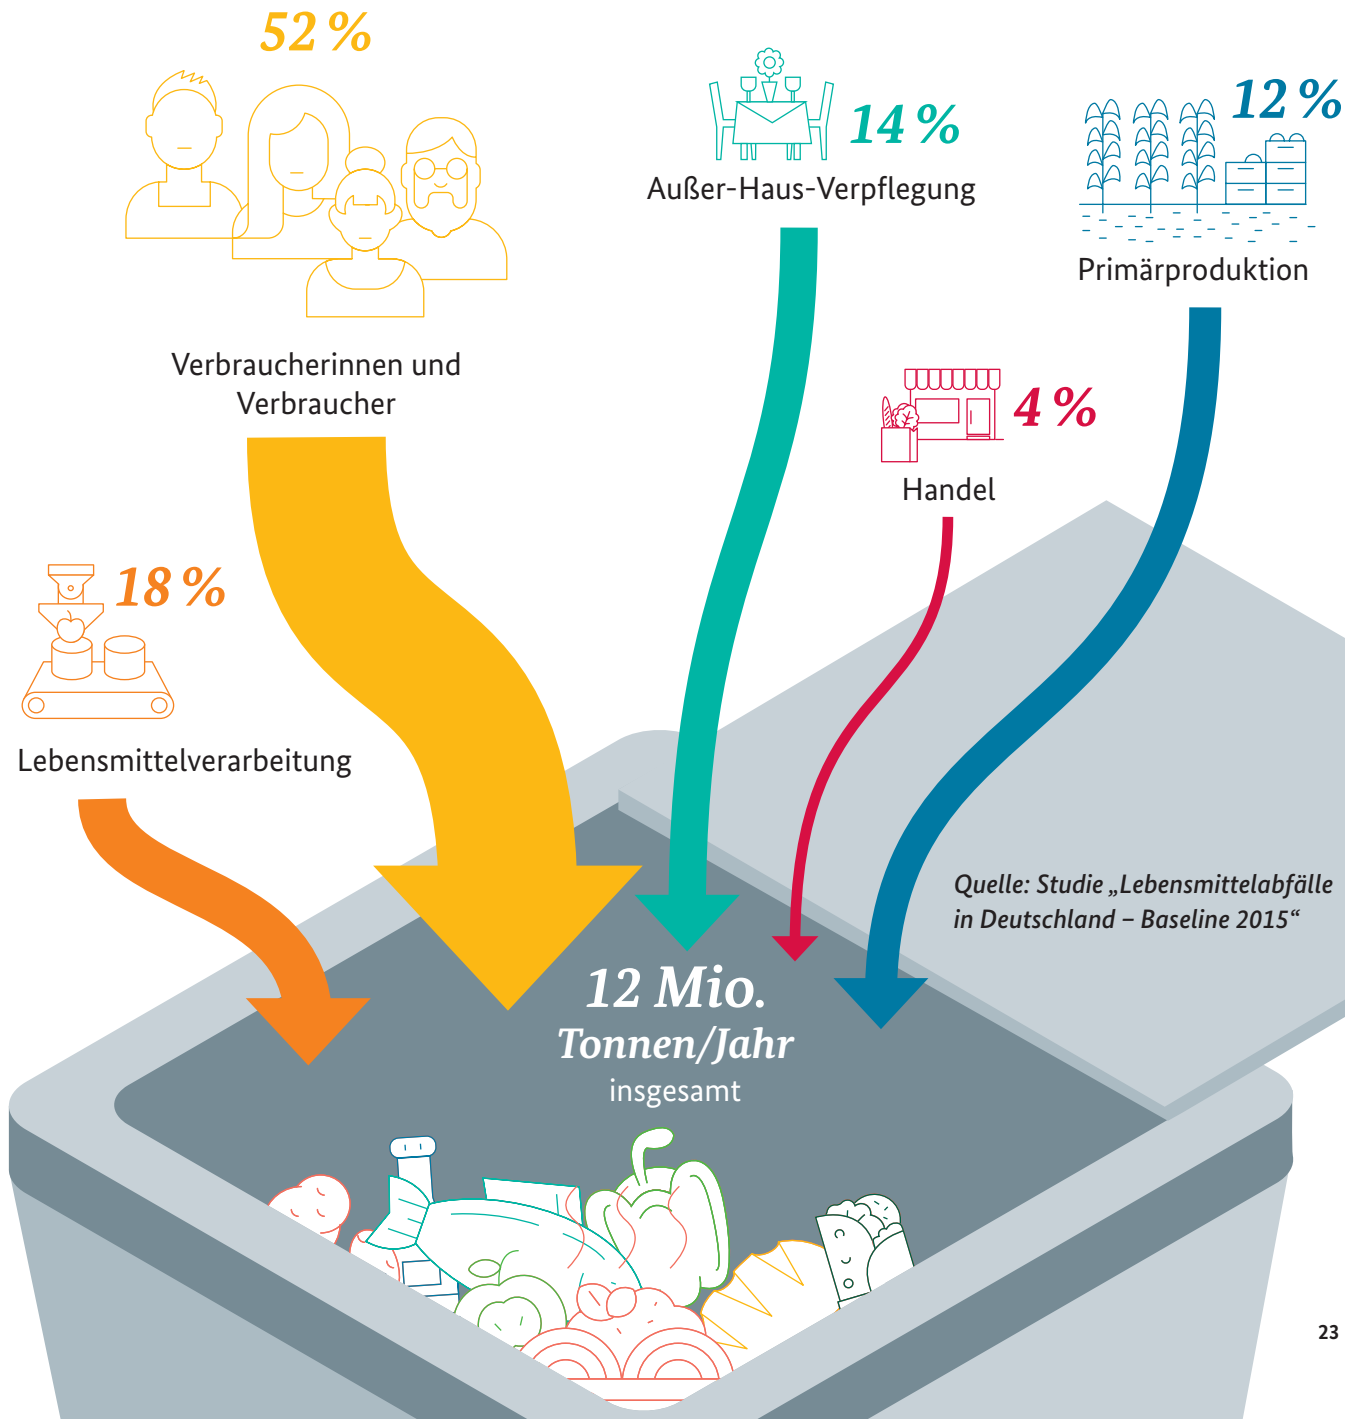 52 %
Verbraucherinnen und
Verbraucher
14 %
Außer-Haus-Verpflegung
12 %
Primärproduktion
4 %
Handel
18 %
Lebensmittelverarbeitung
Quelle: Studie „Lebensmittelabfälle
in Deutschland – Baseline 2015“
12 Mio.
Tonnen/Jahr
insgesamt
23